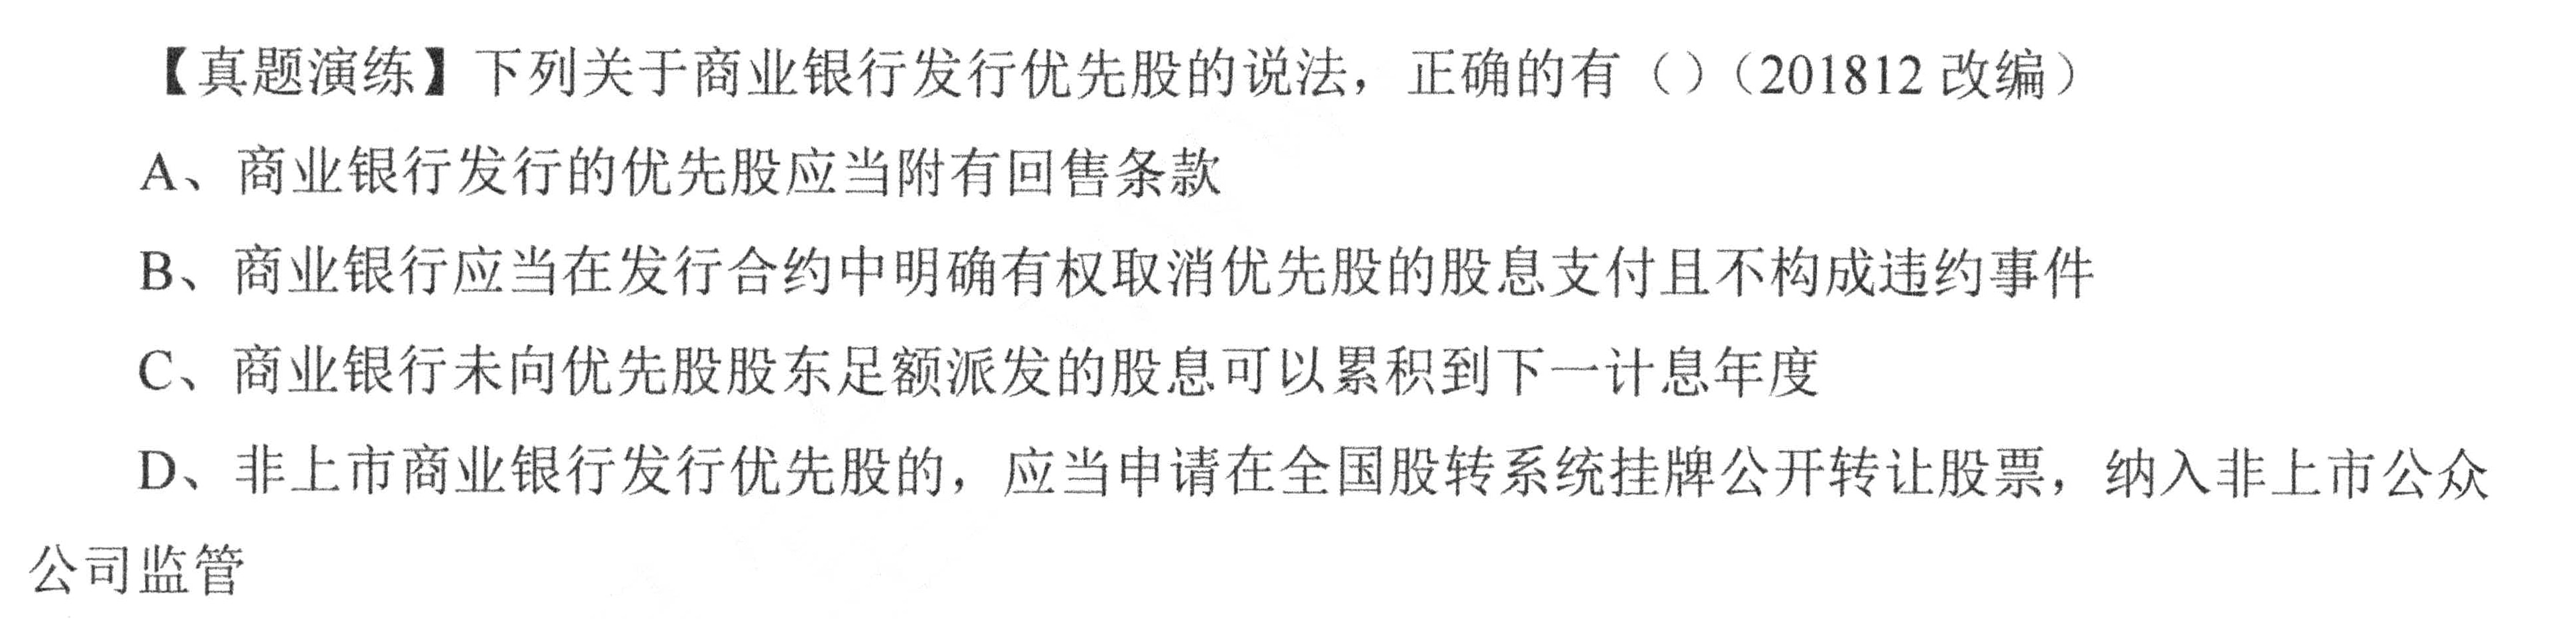 【真题演练】下列关于商业银行发行优先股的说法，正确的有（）（201812 改编）
A、商业银行发行的优先股应当附有回售条款
B、商业银行应当在发行合约中明确有权取消优先股的股息支付且不构成违约事件
C、商业银行未向优先股股东足额派发的股息可以累积到下一计息年度
D、非上市商业银行发行优先股的，应当申请在全国股转系统挂牌公开转让股票，纳入非上市公众
公司监管